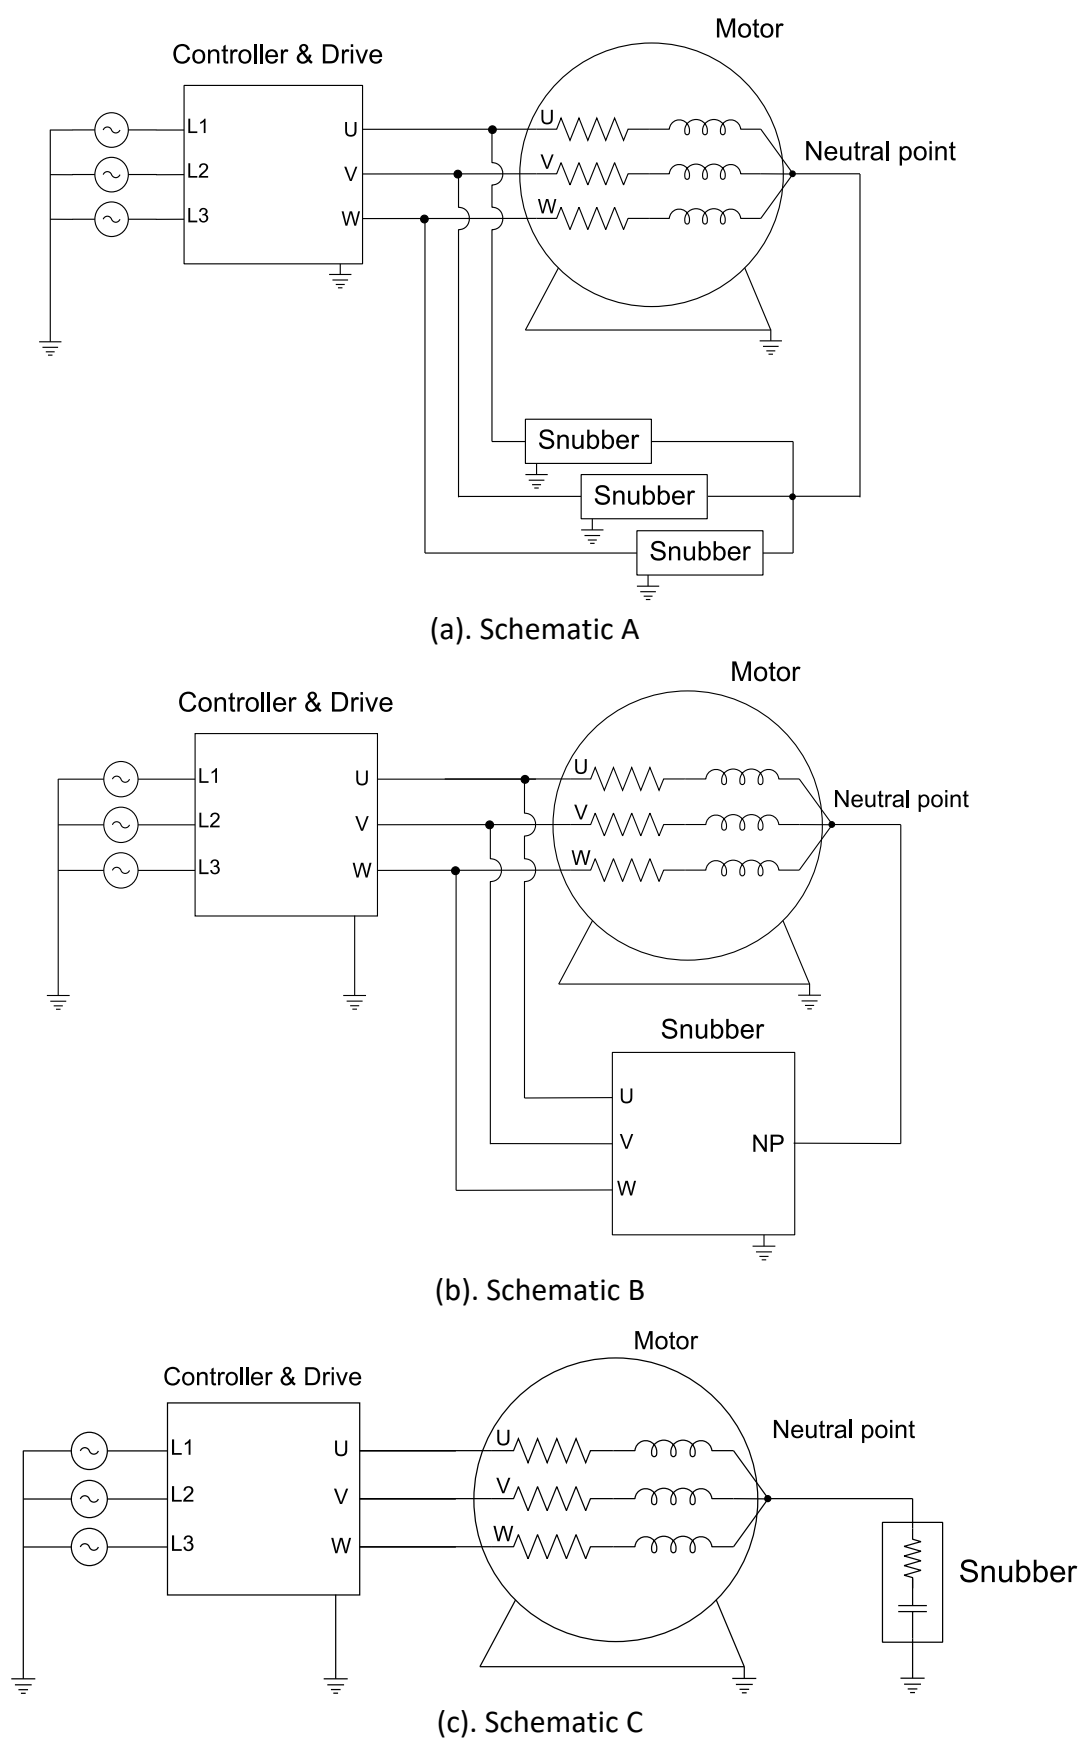 Motor
Controller & Drive
L1
L2
L3
U
V
W
U
V
W
Neutral point
Snubber
Snubber
Snubber
(a). Schematic A
Motor
Controller & Drive
L1
L2
L3
U
V
W
U
V
W
Neutral point
Snubber
U
V
W
NP
(b). Schematic B
Motor
Controller & Drive
L1
L2
L3
U
V
W
U
V
W
Neutral point
Snubber
(c). Schematic C